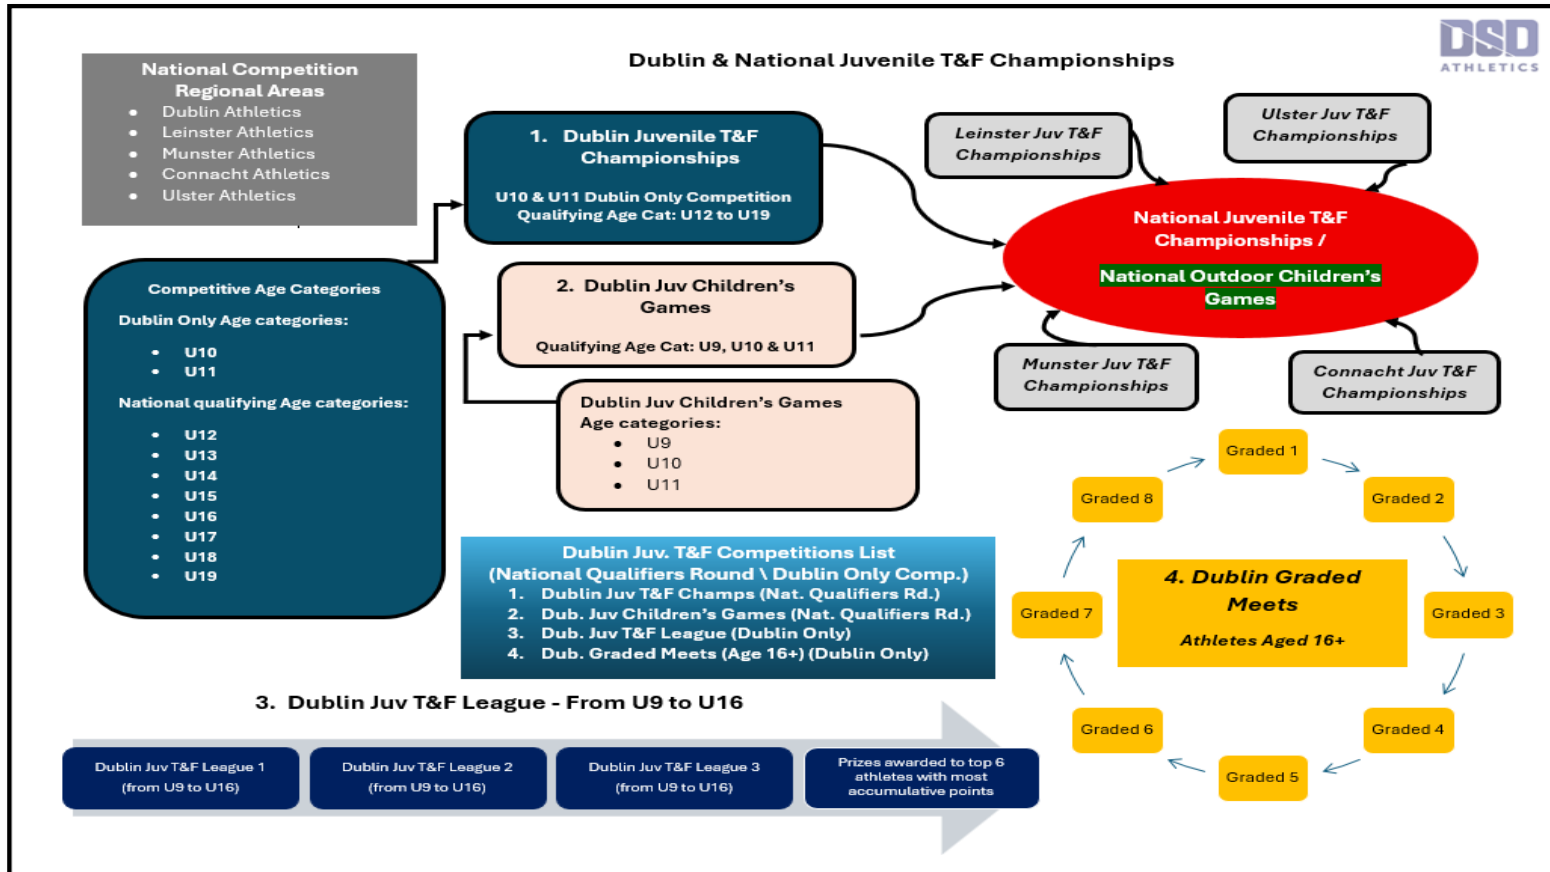 DSD
ATHLETICS
Dublin & National Juvenile T&F Championships
National Competition
Regional Areas
• Dublin Athletics
• Leinster Athletics
• Munster Athletics
• Connacht Athletics
• Ulster Athletics
Competitive Age Categories
Dublin Only Age categories:
• U10
• U11
National qualifying Age categories:
• U12
• U13
• U14
• U15
• U16
• U17
• U18
• U19
1. Dublin Juvenile T&F
Championships
U10 & U11 Dublin Only Competition
Qualifying Age Cat: U12 to U19
2. Dublin Juv Children's
Games
Qualifying Age Cat: U9, U10 & U11
Dublin Juv Children's Games
Age categories:
• U9
• U10
• U11
Leinster Juv T&F
Championships
Ulster Juv T&F
Championships
National Juvenile T&F
Championships /
National Outdoor Children's
Games
Munster Juv T&F
Championships
Connacht Juv T&F
Championships
Dublin Juv. T&F Competitions List
(National Qualifiers Round \ Dublin Only Comp.)
1. Dublin Juv T&F Champs (Nat. Qualifiers Rd.)
2. Dub. Juv Children's Games (Nat. Qualifiers Rd.)
3. Dub. Juv T&F League (Dublin Only)
4. Dub. Graded Meets (Age 16+) (Dublin Only)
Graded 1
Graded 2
Graded 3
Graded 4
Graded 5
Graded 6
Graded 7
Graded 8
4. Dublin Graded
Meets
Athletes Aged 16+
3. Dublin Juv T&F League - From U9 to U16
Dublin Juv T&F League 1
(from U9 to U16)
Dublin Juv T&F League 2
(from U9 to U16)
Dublin Juv T&F League 3
(from U9 to U16)
Prizes awarded to top 6
athletes with most
accumulative points